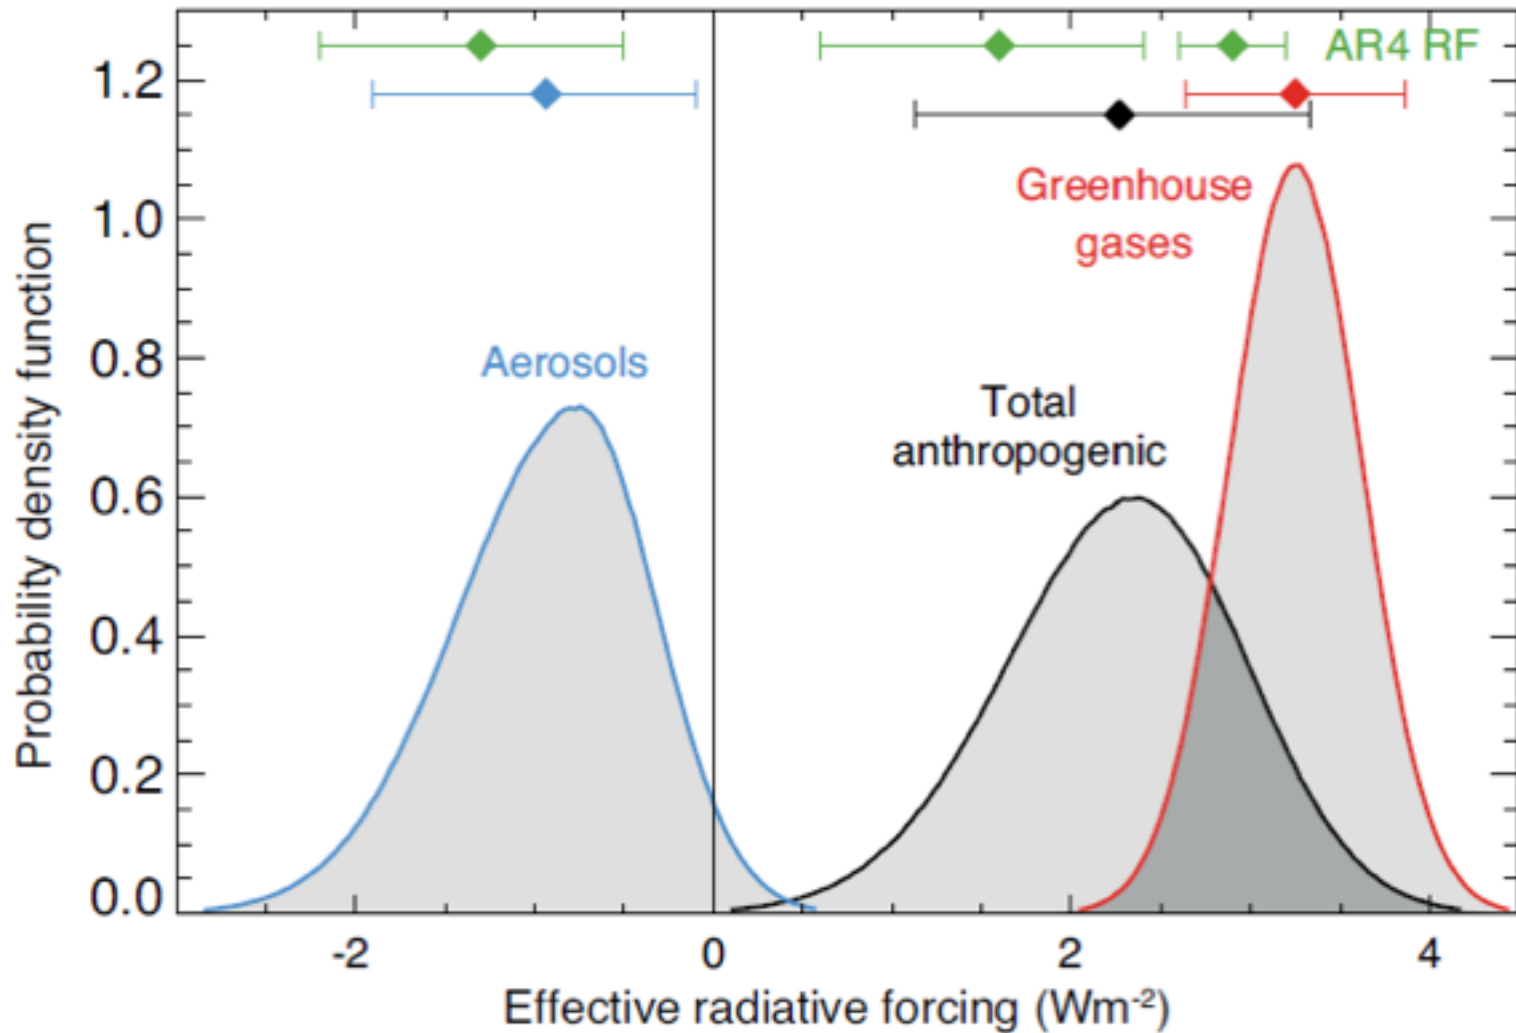 AR4 RF
1.2
1.0
0.8
0.6
0.4
0.2
0.0
Probability density function
Greenhouse
gases
Aerosols
Total
anthropogenic
-2
0
2
4
Effective radiative forcing (Wm⁻²)